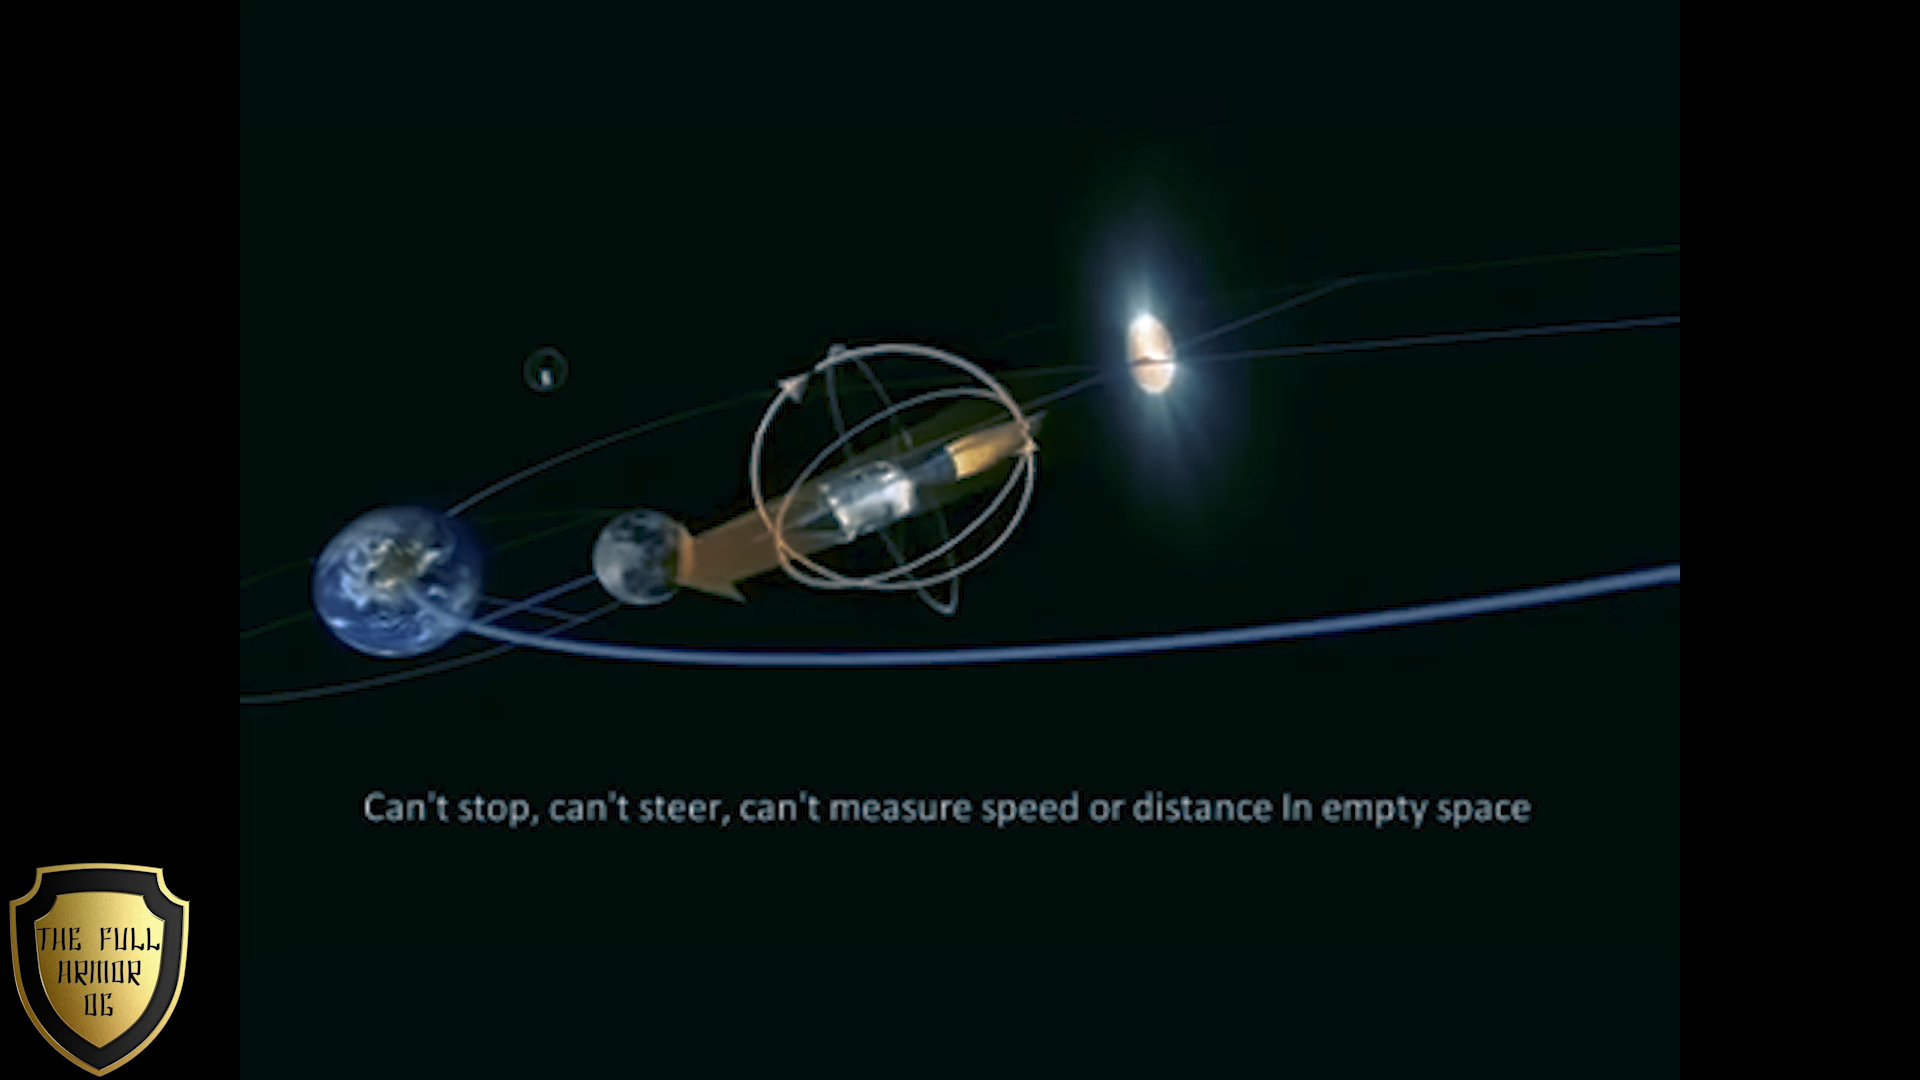 Can't stop, can't steer, can't measure speed or distance In empty space
THE FULL
ARMOR
OG